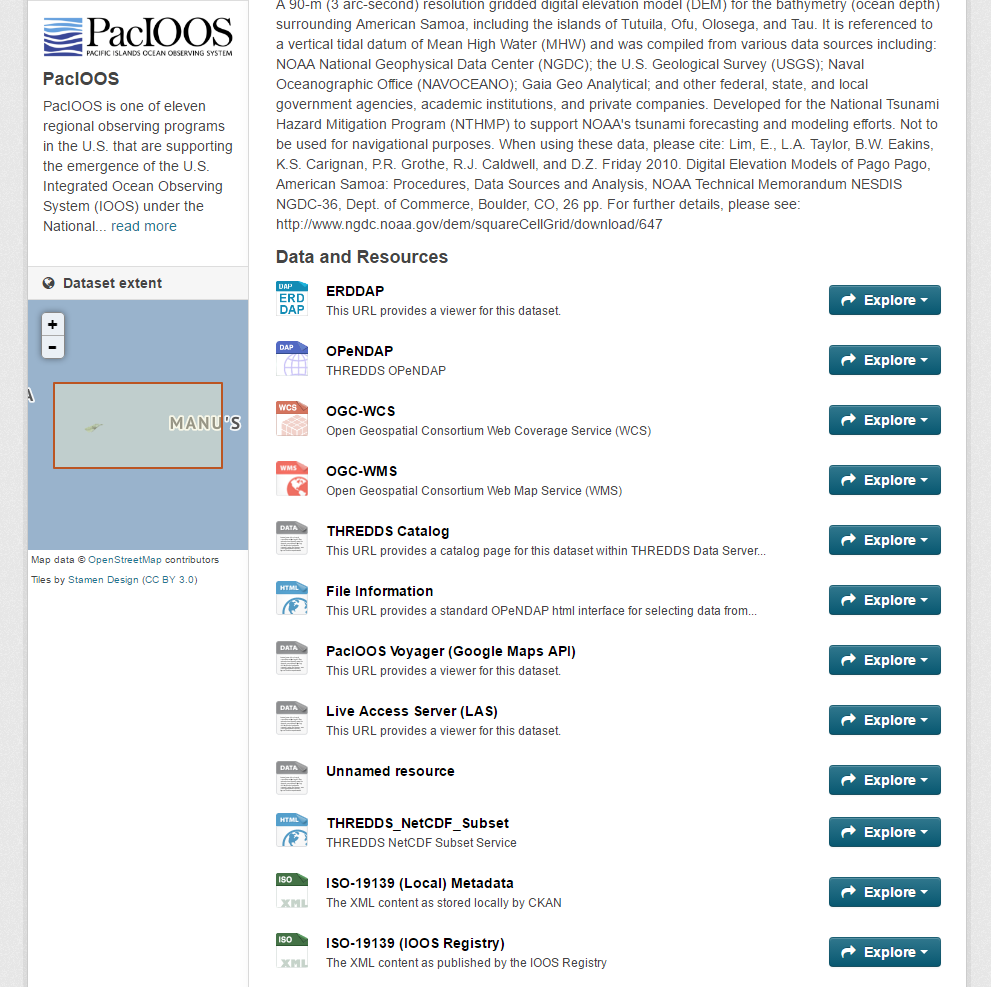 PacIOOS
PACIFIC ISLANDS OCEAN OBSERVING SYSTEM
PacIOOS
PacIOOS is one of eleven
regional observing programs
in the U.S. that are supporting
the emergence of the U.S.
Integrated Ocean Observing
System (IOOS) under the
National... read more
Dataset extent
+
-
A
MANU'S
Map data © OpenStreetMap contributors
Tiles by Stamen Design (CC BY 3.0)
A 90-m (3 arc-second) resolution gridded digital elevation model (DEM) for the bathymetry (ocean depth)
surrounding American Samoa, including the islands of Tutuila, Ofu, Olosega, and Tau. It is referenced to
a vertical tidal datum of Mean High Water (MHW) and was compiled from various data sources including:
NOAA National Geophysical Data Center (NGDC); the U.S. Geological Survey (USGS); Naval
Oceanographic Office (NAVOCEANO); Gaia Geo Analytical; and other federal, state, and local
government agencies, academic institutions, and private companies. Developed for the National Tsunami
Hazard Mitigation Program (NTHMP) to support NOAA's tsunami forecasting and modeling efforts. Not to
be used for navigational purposes. When using these data, please cite: Lim, E., L.A. Taylor, B.W. Eakins,
K.S. Carignan, P.R. Grothe, R.J. Caldwell, and D.Z. Friday 2010. Digital Elevation Models of Pago Pago,
American Samoa: Procedures, Data Sources and Analysis, NOAA Technical Memorandum NESDIS
NGDC-36, Dept. of Commerce, Boulder, CO, 26 pp. For further details, please see:
http://www.ngdc.noaa.gov/dem/squareCellGrid/download/647
Data and Resources
DAP
ERD
DAP
ERDDAP
This URL provides a viewer for this dataset.
Explore
DAP
OPeNDAP
THREDDS OPeNDAP
Explore
WCS
OGC-WCS
Open Geospatial Consortium Web Coverage Service (WCS)
Explore
WMS
OGC-WMS
Open Geospatial Consortium Web Map Service (WMS)
Explore
DATA
THREDDS Catalog
This URL provides a catalog page for this dataset within THREDDS Data Server...
Explore
HTML
File Information
This URL provides a standard OPeNDAP html interface for selecting data from...
Explore
DATA
PacIOOS Voyager (Google Maps API)
This URL provides a viewer for this dataset.
Explore
DATA
Live Access Server (LAS)
This URL provides a viewer for this dataset.
Explore
DATA
Unnamed resource
Explore
HTML
THREDDS_NetCDF_Subset
THREDDS NetCDF Subset Service
Explore
ISO
XML
ISO-19139 (Local) Metadata
The XML content as stored locally by CKAN
Explore
ISO
XML
ISO-19139 (IOOS Registry)
The XML content as published by the IOOS Registry
Explore